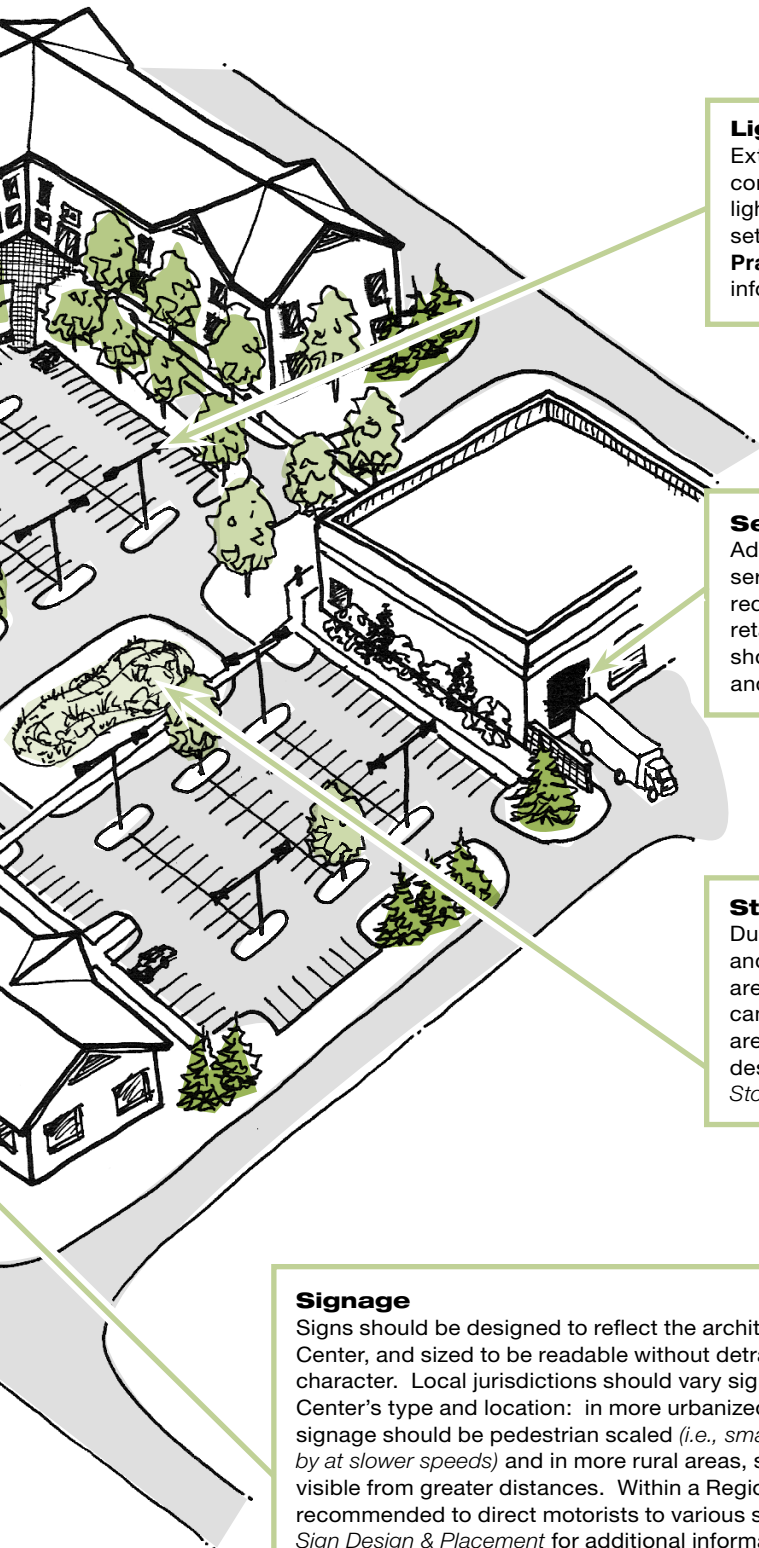 Lig
Ext
con
ligh
set
Pra
info
Se
Ad
ser
rec
reta
sho
and
St
Du
and
are
can
are
des
Sto
Signage
Signs should be designed to reflect the archit
Center, and sized to be readable without detra
character.  Local jurisdictions should vary sig
Center's type and location:  in more urbanized
signage should be pedestrian scaled (i.e., sma
by at slower speeds) and in more rural areas, s
visible from greater distances.  Within a Regio
recommended to direct motorists to various s
Sign Design & Placement for additional informa